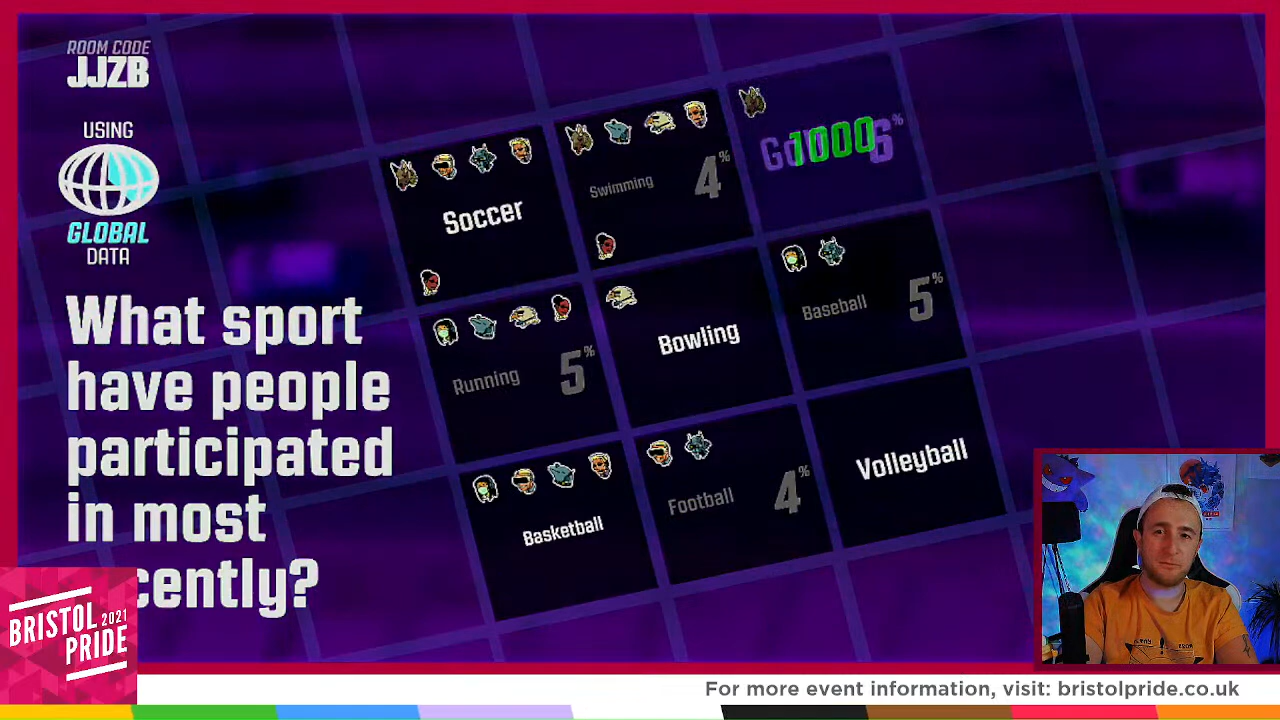 ROOM CODE
JJZB
USING
GLOBAL
DATA
What sport
have people
participated
in most
cently?
Soccer
Swimming 4%
1000 6%
Running 5%
Bowling
Baseball 5%
Basketball
Football 4%
Volleyball
BRISTOL 2021
PRIDE
For more event information, visit: bristolpride.co.uk